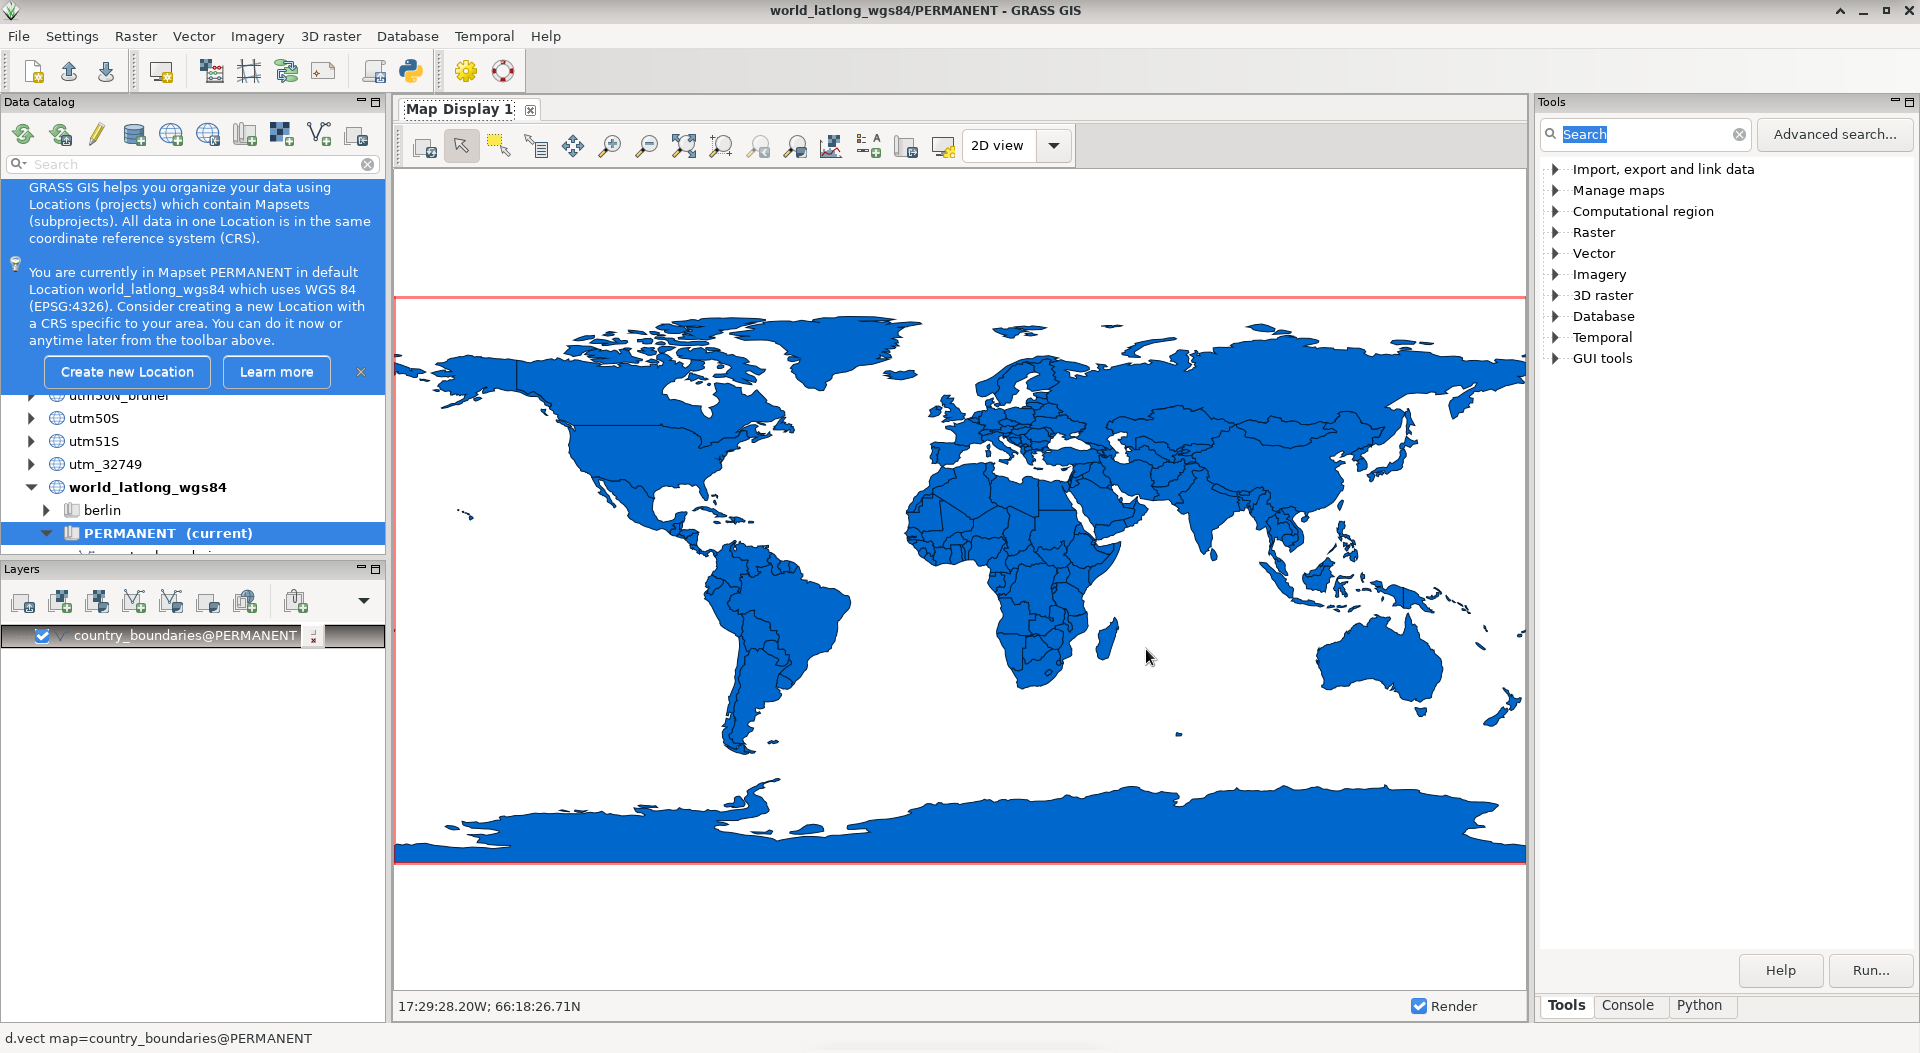 world_latlong_wgs84/PERMANENT - GRASS GIS
File Settings Raster Vector Imagery 3D raster Database Temporal Help
Data Catalog
Search
GRASS GIS helps you organize your data using
Locations (projects) which contain Mapsets
(subprojects). All data in one Location is in the same
coordinate reference system (CRS).
You are currently in Mapset PERMANENT in default
Location world_latlong_wgs84 which uses WGS 84
(EPSG:4326). Consider creating a new Location with
a CRS specific to your area. You can do it now or
anytime later from the toolbar above.
Create new Location Learn more
utm50N_brunei
utm50S
utm51S
utm_32749
world_latlong_wgs84
berlin
PERMANENT (current)
Layers
country_boundaries@PERMANENT
Map Display 1
2D view
17:29:28.20W; 66:18:26.71N
Render
Tools
Search
Advanced search...
Import, export and link data
Manage maps
Computational region
Raster
Vector
Imagery
3D raster
Database
Temporal
GUI tools
Help Run...
Tools Console Python
d.vect map=country_boundaries@PERMANENT